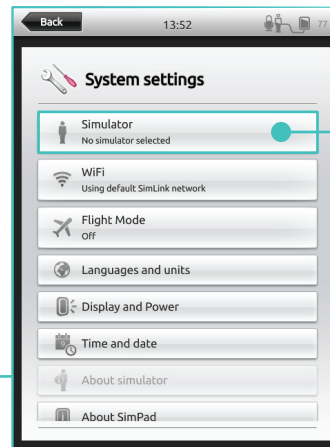 Back
13:52
77
System settings
Simulator
No simulator selected
WiFi
Using default SimLink network
Flight Mode
Off
Languages and units
Display and Power
Time and date
About simulator
About SimPad